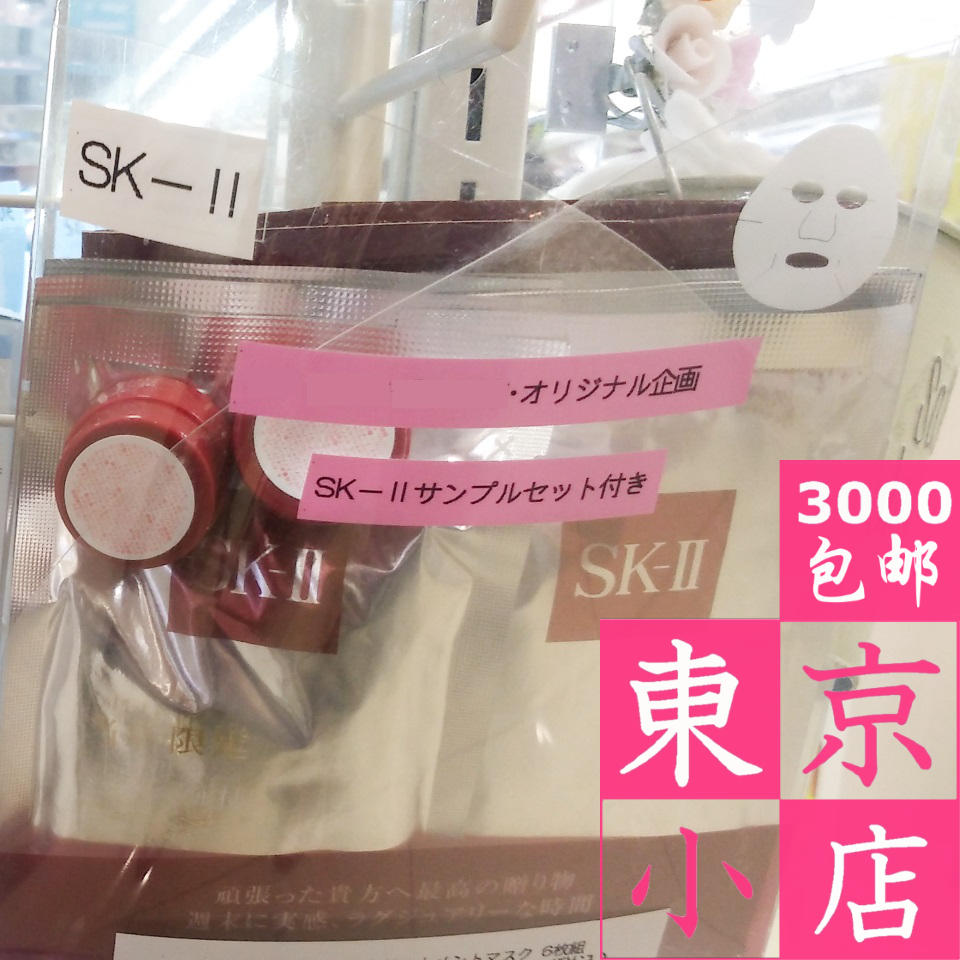 SK－II
・オリジナル企画
SK－IIサンプルセット付き
SK-II
SK-II
3000
包邮
東京
小店
限定
頑張った貴方へ最高の贈り物
週末に実感、ラグジュアリーな時間
マスク 6枚組